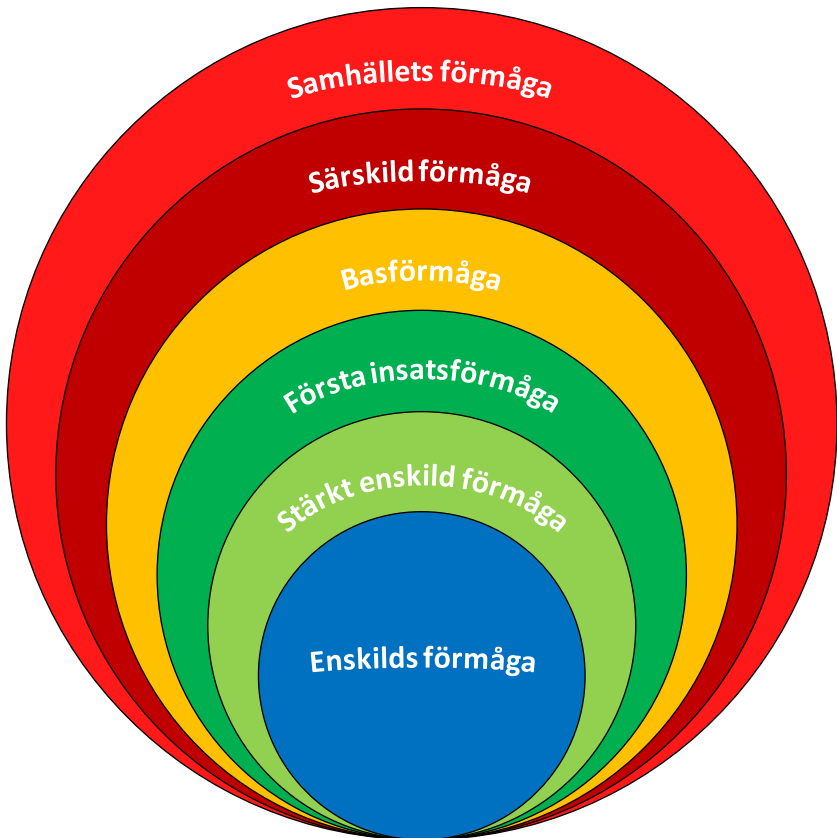 Samhällets förmåga
Särskild förmåga
Basförmåga
Första insatsförmåga
Stärkt enskild förmåga
Enskilds förmåga